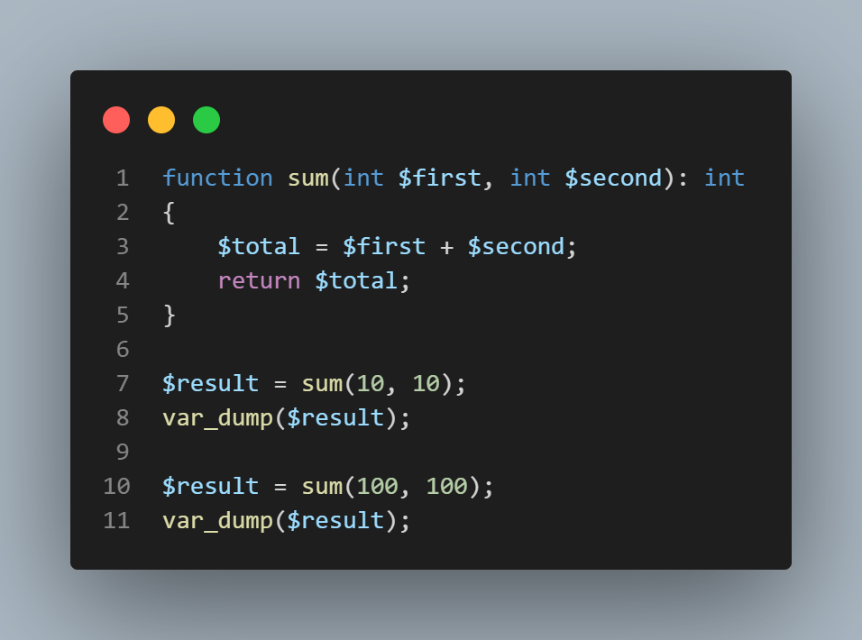 1 function sum(int $first, int $second): int
2 {
3     $total = $first + $second;
4     return $total;
5 }
6
7 $result = sum(10, 10);
8 var_dump($result);
9
10 $result = sum(100, 100);
11 var_dump($result);